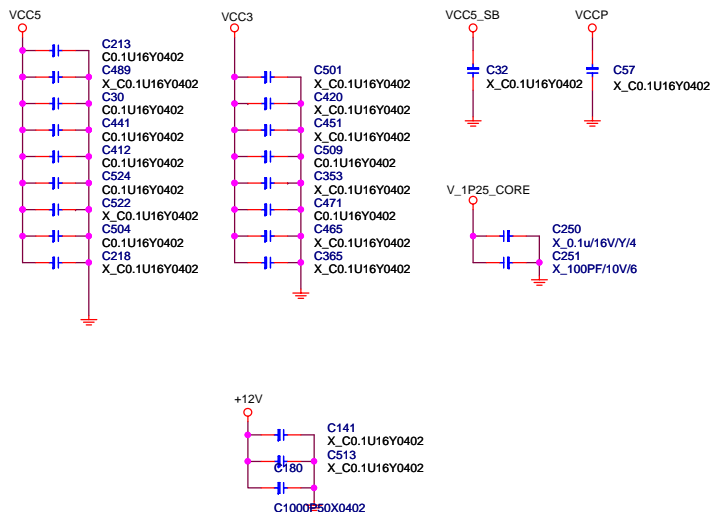 VCC5
C213
C0.1U16Y0402
C489
X_C0.1U16Y0402
C30
C0.1U16Y0402
C441
C0.1U16Y0402
C412
C0.1U16Y0402
C524
C0.1U16Y0402
C522
X_C0.1U16Y0402
C504
C0.1U16Y0402
C218
X_C0.1U16Y0402
VCC3
C501
X_C0.1U16Y0402
C420
X_C0.1U16Y0402
C451
X_C0.1U16Y0402
C509
C0.1U16Y0402
C353
X_C0.1U16Y0402
C471
C0.1U16Y0402
C465
X_C0.1U16Y0402
C365
X_C0.1U16Y0402
VCC5_SB
C32
X_C0.1U16Y0402
VCCP
C57
X_C0.1U16Y0402
V_1P25_CORE
C250
X_0.1u/16V/Y/4
C251
X_100PF/10V/6
+12V
C141
X_C0.1U16Y0402
C513
X_C0.1U16Y0402
C180
C1000P50X0402